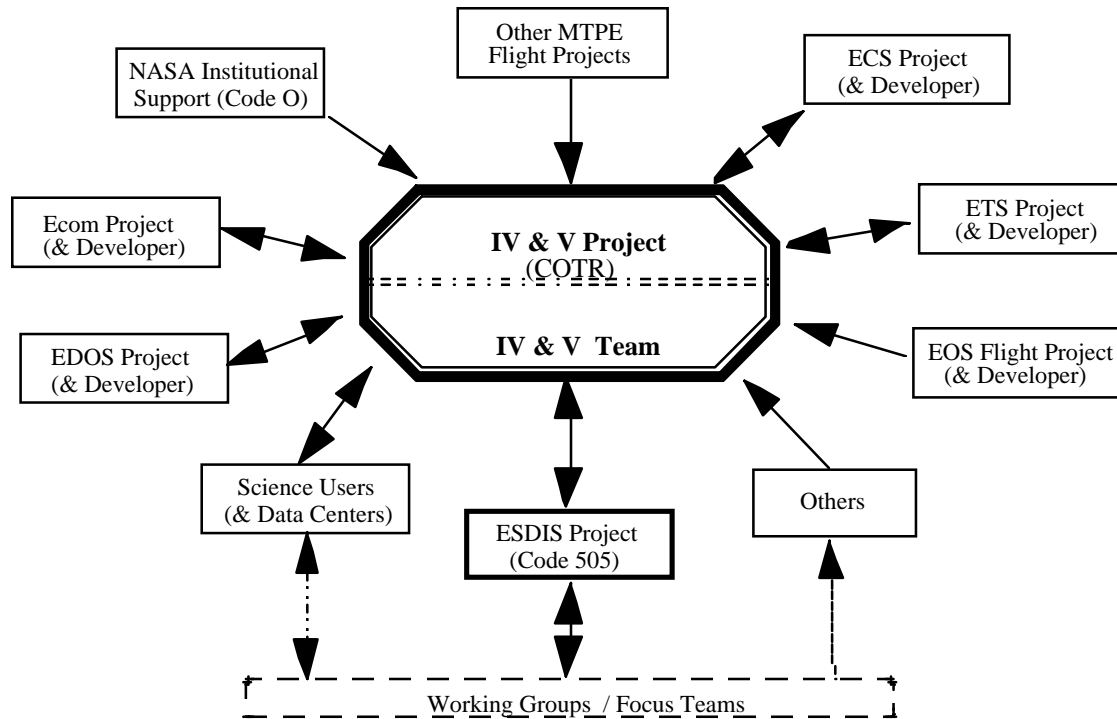 Other MTPE
Flight Projects
NASA Institutional
Support (Code O)
ECS Project
(& Developer)
Ecom Project
(& Developer)
IV & V Project
(COTR)
ETS Project
(& Developer)
EDOS Project
(& Developer)
IV & V Team
EOS Flight Project
(& Developer)
Science Users
(& Data Centers)
ESDIS Project
(Code 505)
Others
Working Groups / Focus Teams